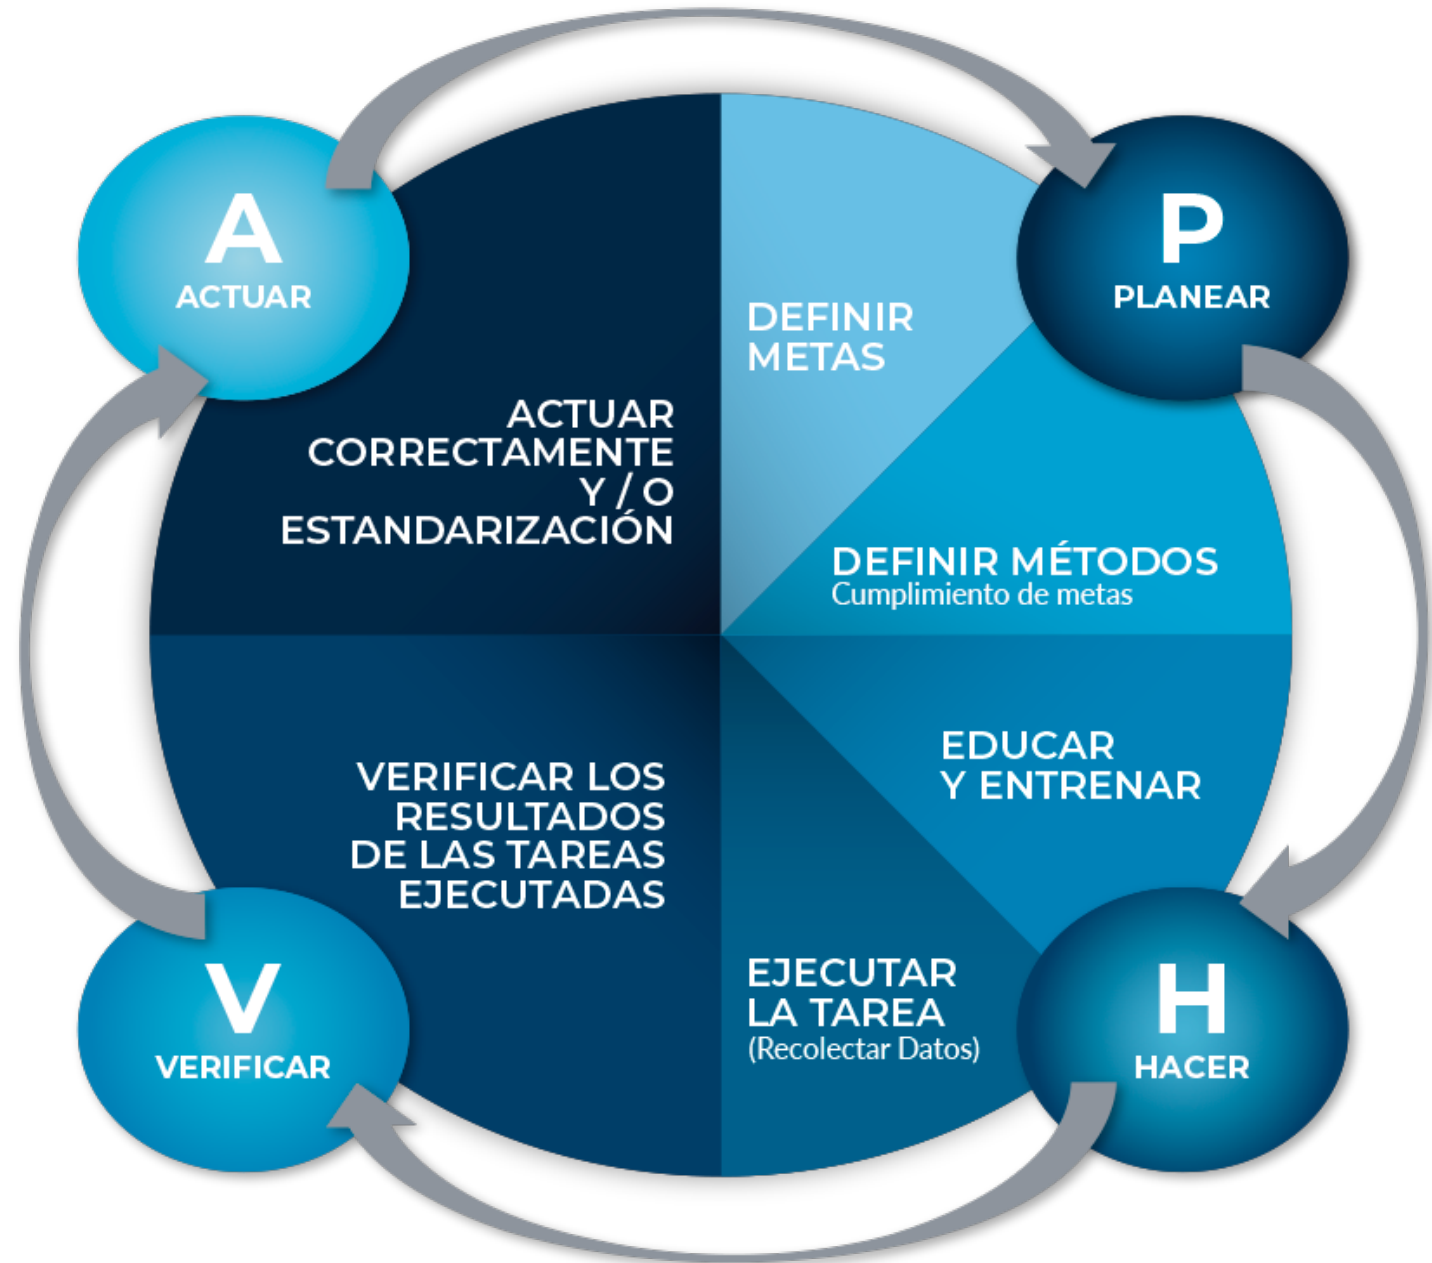 A
ACTUAR
P
PLANEAR
DEFINIR
METAS
ACTUAR
CORRECTAMENTE
Y / O
ESTANDARIZACIÓN
DEFINIR MÉTODOS
Cumplimiento de metas
EDUCAR
Y ENTRENAR
VERIFICAR LOS
RESULTADOS
DE LAS TAREAS
EJECUTADAS
EJECUTAR
LA TAREA
(Recolectar Datos)
V
VERIFICAR
H
HACER